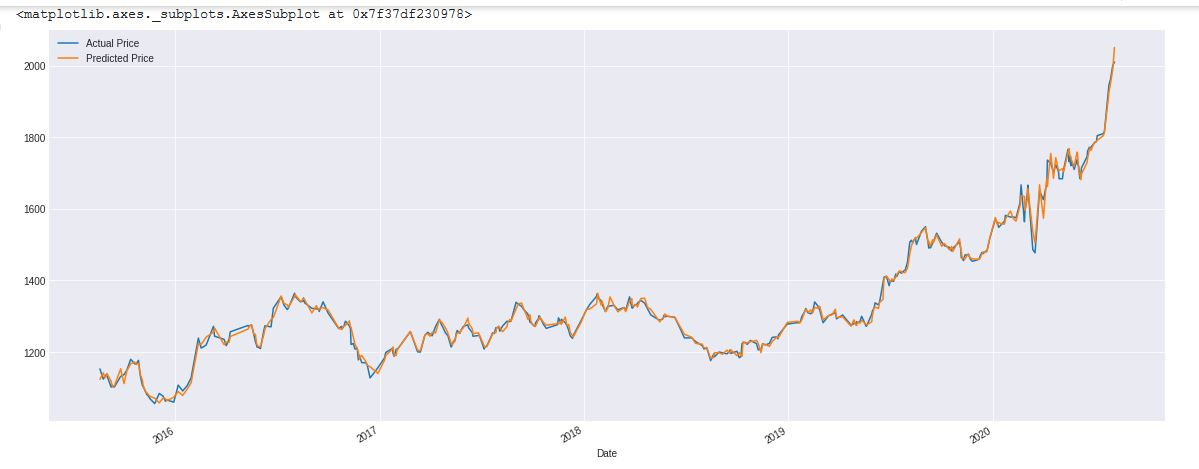 <matplotlib.axes._subplots.AxesSubplot at 0x7f37df230978>
Actual Price
Predicted Price
2000
1800
1600
1400
1200
2016
2017
2018
2019
2020
Date